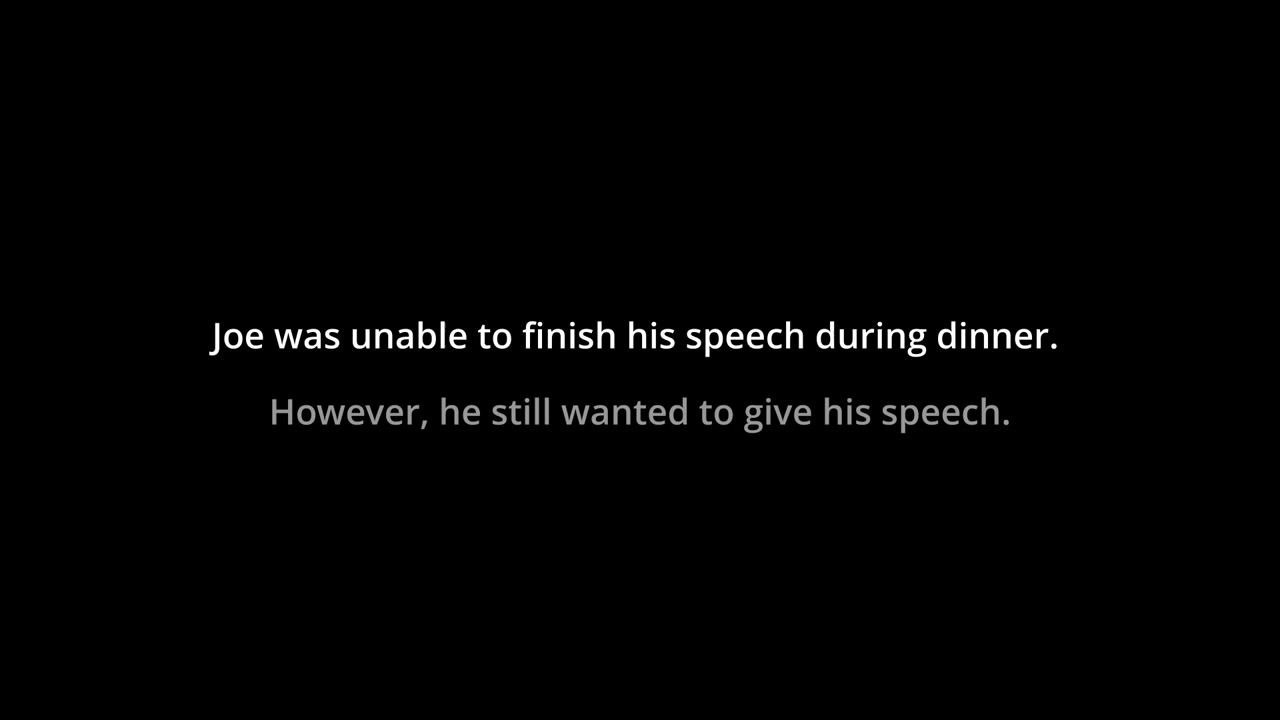 Joe was unable to finish his speech during dinner.
However, he still wanted to give his speech.